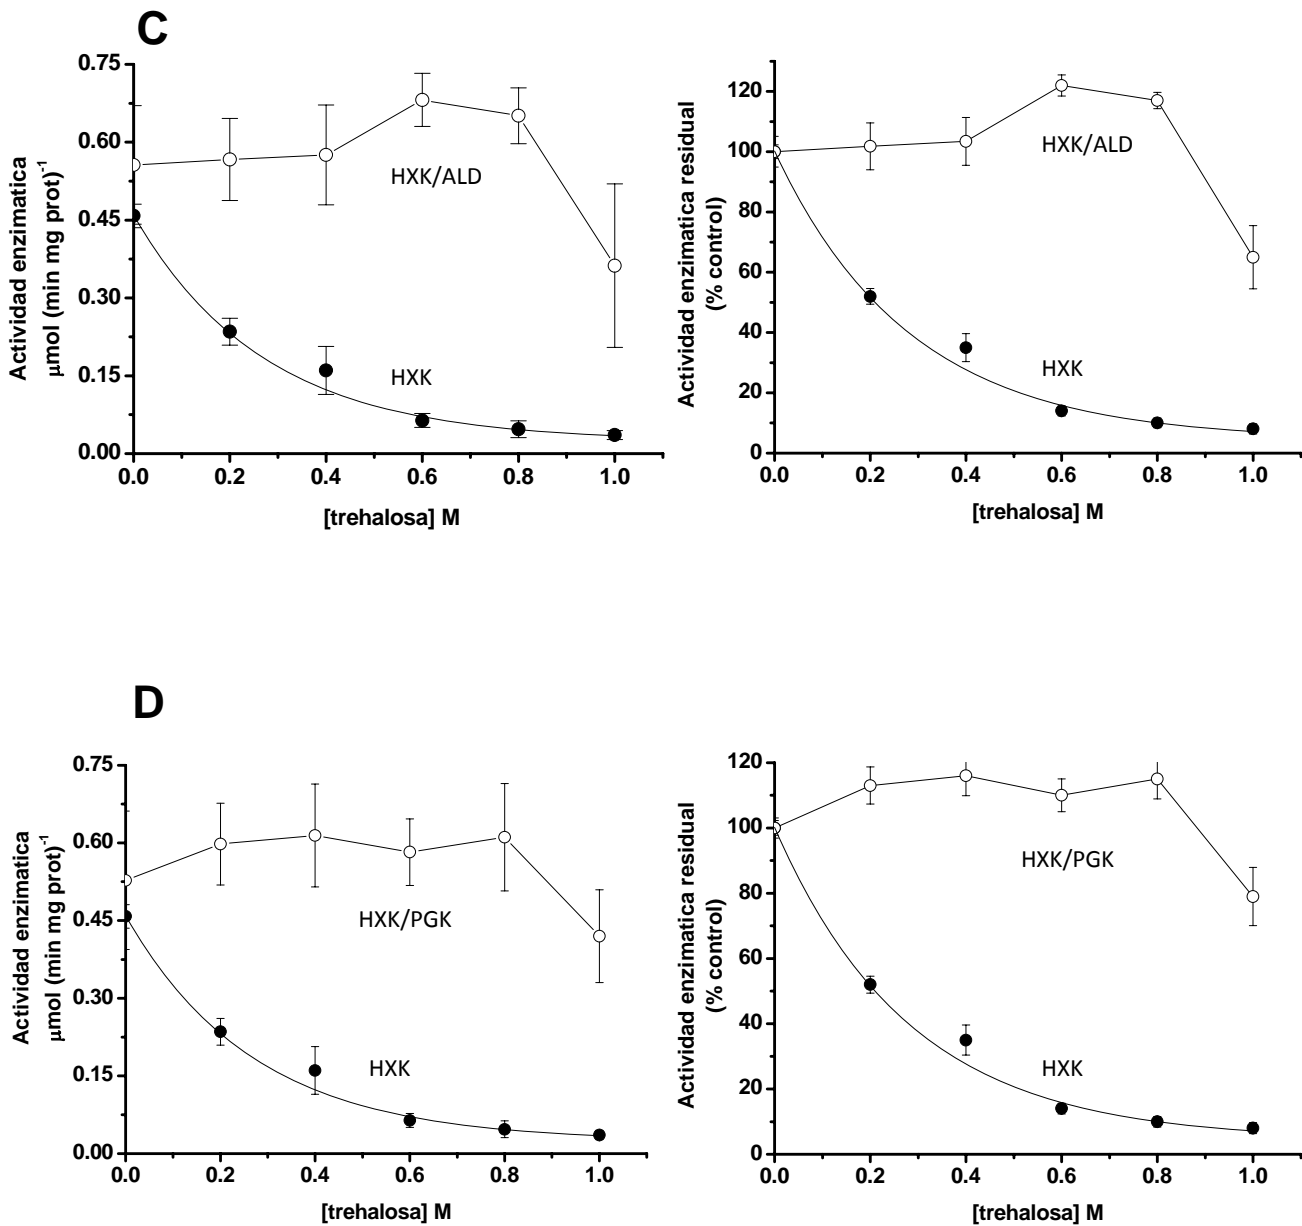 C
0.75
0.60
0.45
0.30
0.15
0.00
0.0 0.2 0.4 0.6 0.8 1.0
Actividad enzimatica
µmol (min mg prot)-1
[trehalosa] M
HXK/ALD
HXK
120
100
80
60
40
20
0
0.0 0.2 0.4 0.6 0.8 1.0
Actividad enzimatica residual
(% control)
[trehalosa] M
HXK/ALD
HXK
D
0.75
0.60
0.45
0.30
0.15
0.00
0.0 0.2 0.4 0.6 0.8 1.0
Actividad enzimatica
µmol (min mg prot)-1
[trehalosa] M
HXK/PGK
HXK
120
100
80
60
40
20
0
0.0 0.2 0.4 0.6 0.8 1.0
Actividad enzimatica residual
(% control)
[trehalosa] M
HXK/PGK
HXK